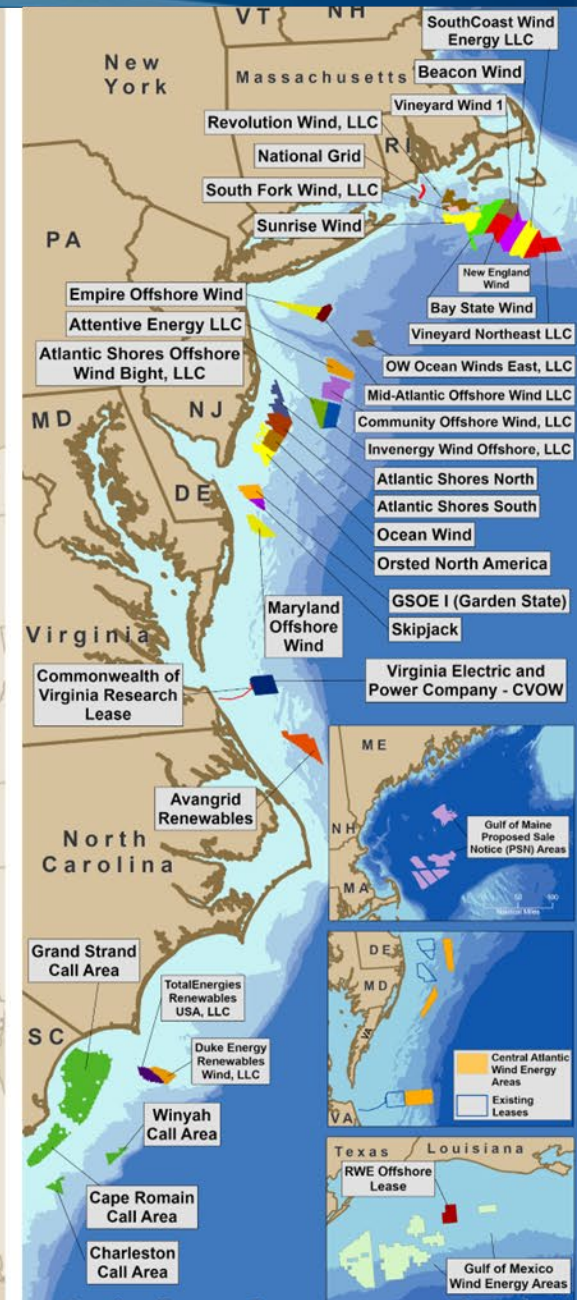 VT
NH
SouthCoast Wind
Energy LLC
New
York
Massachusetts
Beacon Wind
Vineyard Wind 1
Revolution Wind, LLC
RI
National Grid
South Fork Wind, LLC
Sunrise Wind
PA
New England
Wind
Bay State Wind
Vineyard Northeast LLC
Empire Offshore Wind
Attentive Energy LLC
Atlantic Shores Offshore
Wind Bight, LLC
OW Ocean Winds East, LLC
Mid-Atlantic Offshore Wind LLC
Community Offshore Wind, LLC
Invenergy Wind Offshore, LLC
MD
NJ
Atlantic Shores North
Atlantic Shores South
DE
Ocean Wind
Orsted North America
GSOE I (Garden State)
Skipjack
Maryland
Offshore
Wind
Virginia
Commonwealth of
Virginia Research
Lease
Virginia Electric and
Power Company - CVOW
Avangrid
Renewables
North
Carolina
ME
NH
MA
Gulf of Maine
Proposed Sale
Notice (PSN) Areas
0 50 100
Nautical Miles
Grand Strand
Call Area
TotalEnergies
Renewables
USA, LLC
SC
Duke Energy
Renewables
Wind, LLC
Winyah
Call Area
Cape Romain
Call Area
Charleston
Call Area
DE
MD
VA
VA
Central Atlantic
Wind Energy
Areas
Existing
Leases
Texas
Louisiana
RWE Offshore
Lease
Gulf of Mexico
Wind Energy Areas